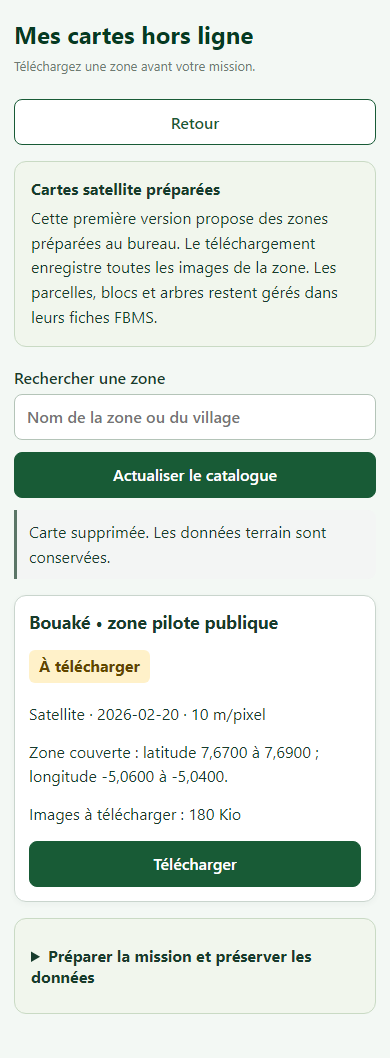 Mes cartes hors ligne
Téléchargez une zone avant votre mission.
Retour
Cartes satellite préparées
Cette première version propose des zones
préparées au bureau. Le téléchargement
enregistre toutes les images de la zone. Les
parcelles, blocs et arbres restent gérés dans
leurs fiches FBMS.
Rechercher une zone
Nom de la zone ou du village
Actualiser le catalogue
Carte supprimée. Les données terrain sont
conservées.
Bouaké • zone pilote publique
À télécharger
Satellite · 2026-02-20 · 10 m/pixel
Zone couverte : latitude 7,6700 à 7,6900 ;
longitude -5,0600 à -5,0400.
Images à télécharger : 180 Kio
Télécharger
▶ Préparer la mission et préserver les
données